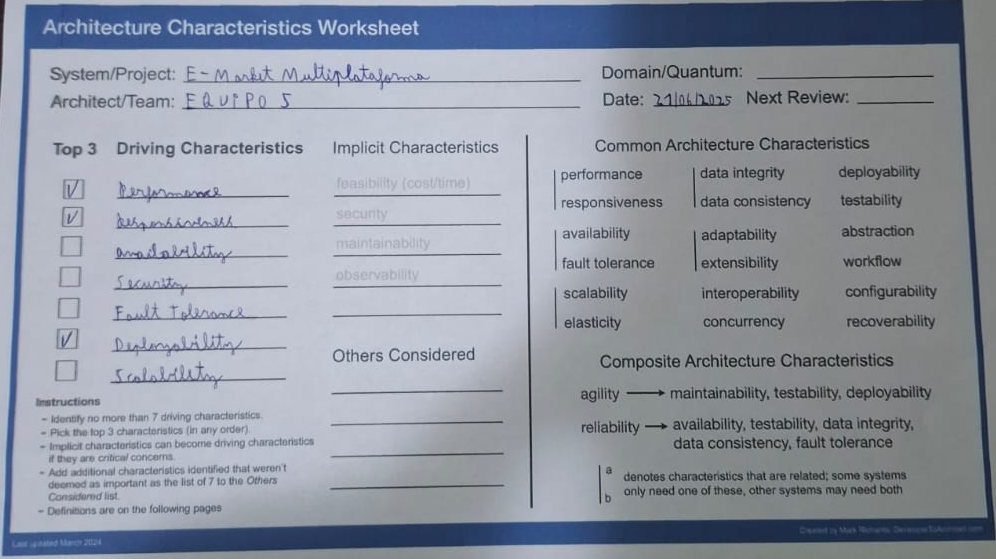 Architecture Characteristics Worksheet
System/Project: E-Market Multiplataforma
Architect/Team: EQUIPO 5
Domain/Quantum:
Date: 21/06/2025 Next Review:
Top 3 Driving Characteristics
Performance
Responsiveness
availability
Security
Fault Tolerance
Deployability
Scalability
Instructions
- Identify no more than 7 driving characteristics.
- Pick the top 3 characteristics (in any order).
- Implicit characteristics can become driving characteristics
if they are critical concerns.
- Add additional characteristics identified that weren't
deemed as important as the list of 7 to the Others
Considered list.
- Definitions are on the following pages
Implicit Characteristics
feasibility (cost/time)
security
maintainability
observability
Others Considered
Common Architecture Characteristics
performance
responsiveness
availability
fault tolerance
scalability
elasticity
data integrity
data consistency
adaptability
extensibility
interoperability
concurrency
deployability
testability
abstraction
workflow
configurability
recoverability
Composite Architecture Characteristics
agility → maintainability, testability, deployability
reliability → availability, testability, data integrity,
data consistency, fault tolerance
a
b
denotes characteristics that are related; some systems
only need one of these, other systems may need both
Last updated March 2024
Created by Mark Richards, DeveloperToArchitect.com